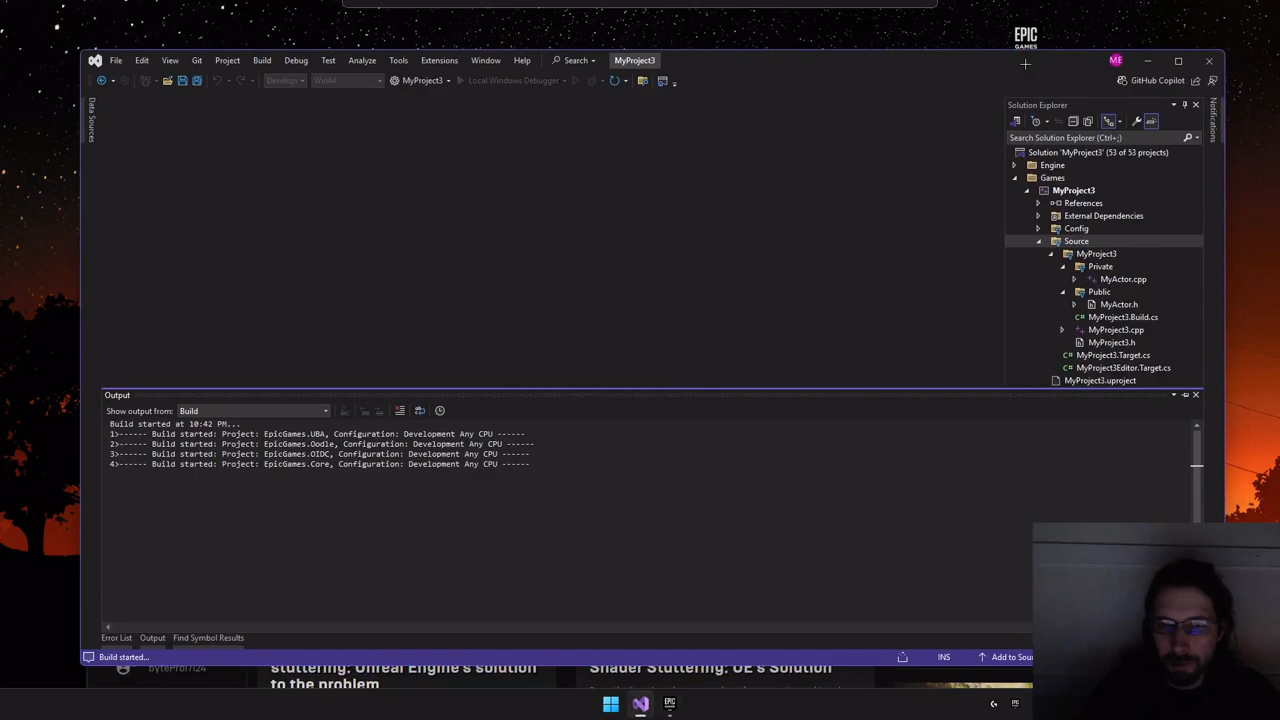 EPIC
GAMES
File Edit View Git Project Build Debug Test Analyze Tools Extensions Window Help Search MyProject3 ME
Develo Win64 MyProject3 Local Windows Debugger GitHub Copilot
Data Sources
Notifications
Solution Explorer
Search Solution Explorer (Ctrl+;)
Solution 'MyProject3' (53 of 53 projects)
Engine
Games
MyProject3
References
External Dependencies
Config
Source
MyProject3
Private
MyActor.cpp
Public
MyActor.h
MyProject3.Build.cs
MyProject3.cpp
MyProject3.h
MyProject3.Target.cs
MyProject3Editor.Target.cs
MyProject3.uproject
Output
Show output from: Build
Build started at 10:42 PM...
1>------ Build started: Project: EpicGames.UBA, Configuration: Development Any CPU ------
2>------ Build started: Project: EpicGames.Oodle, Configuration: Development Any CPU ------
3>------ Build started: Project: EpicGames.OIDC, Configuration: Development Any CPU ------
4>------ Build started: Project: EpicGames.Core, Configuration: Development Any CPU ------
Error List Output Find Symbol Results
Build started... INS Add to Sour
stuttering: Unreal Engine's solution
to the problem
Shader Stuttering: UE's Solution
EPIC
GAMES